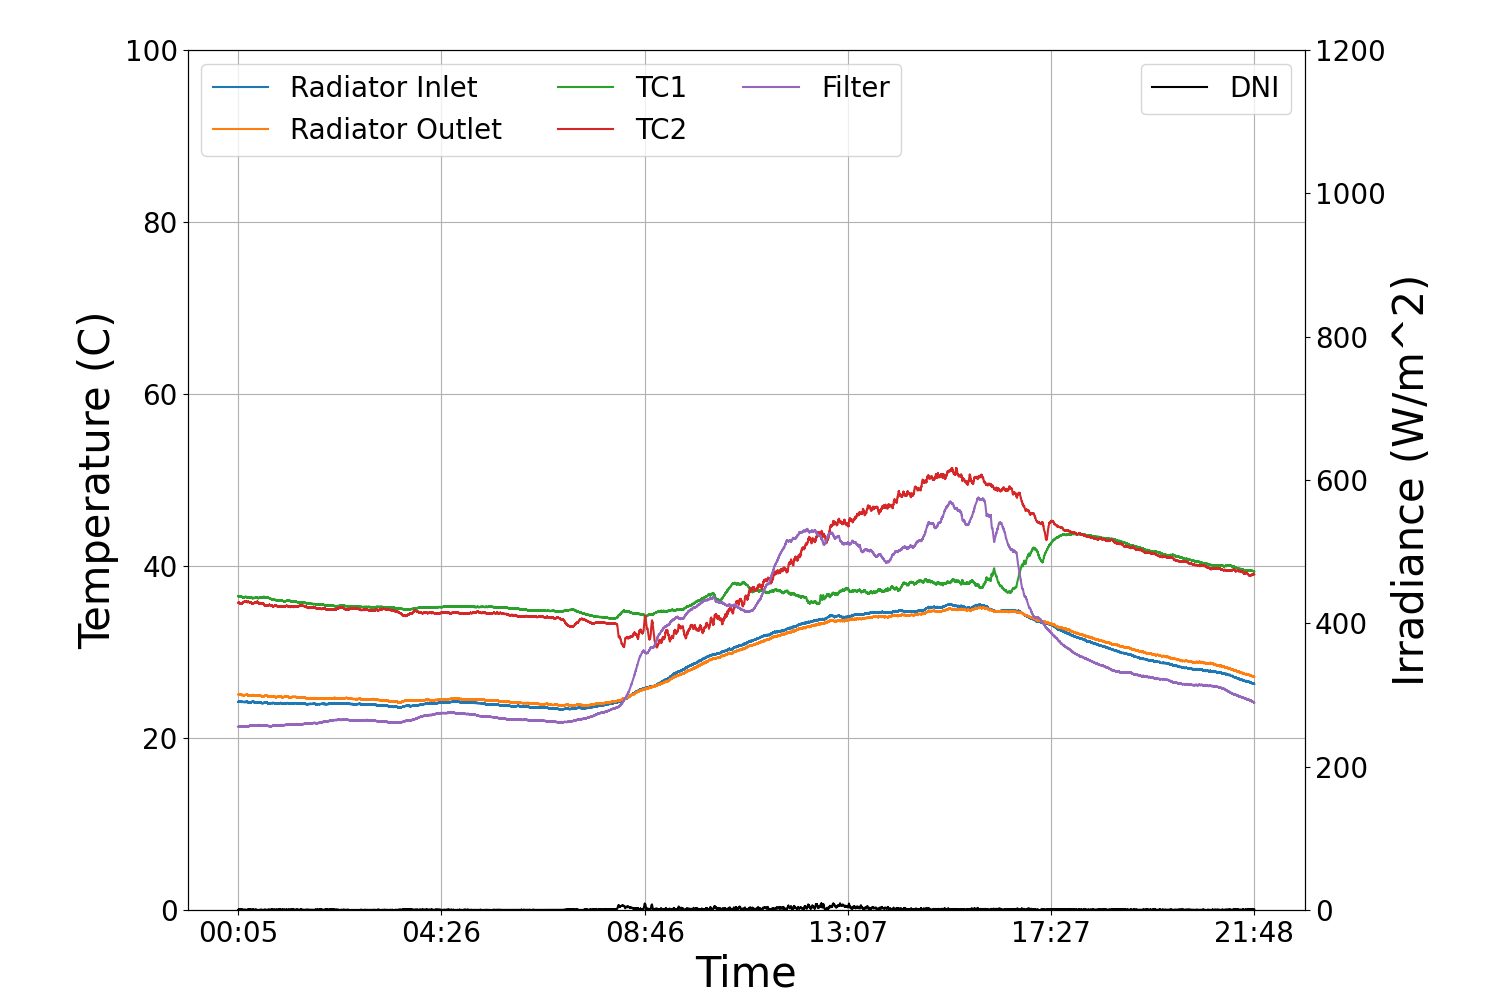 Radiator Inlet
Radiator Outlet
TC1
TC2
Filter
DNI
100
80
60
40
20
0
Temperature (C)
1200
1000
800
600
400
200
0
Irradiance (W/m^2)
00:05 04:26 08:46 13:07 17:27 21:48
Time